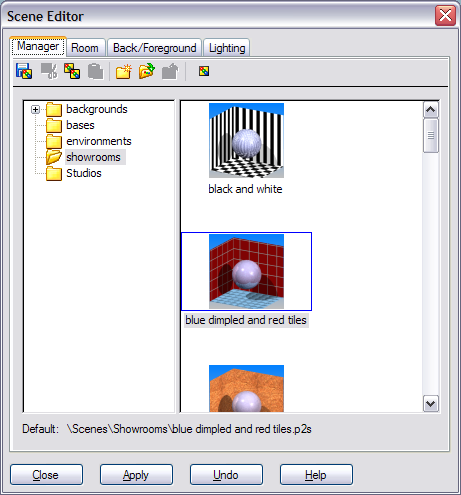 Scene Editor
Manager Room Back/Foreground Lighting
backgrounds
bases
environments
showrooms
Studios
black and white
blue dimpled and red tiles
Default: \Scenes\Showrooms\blue dimpled and red tiles.p2s
Close Apply Undo Help